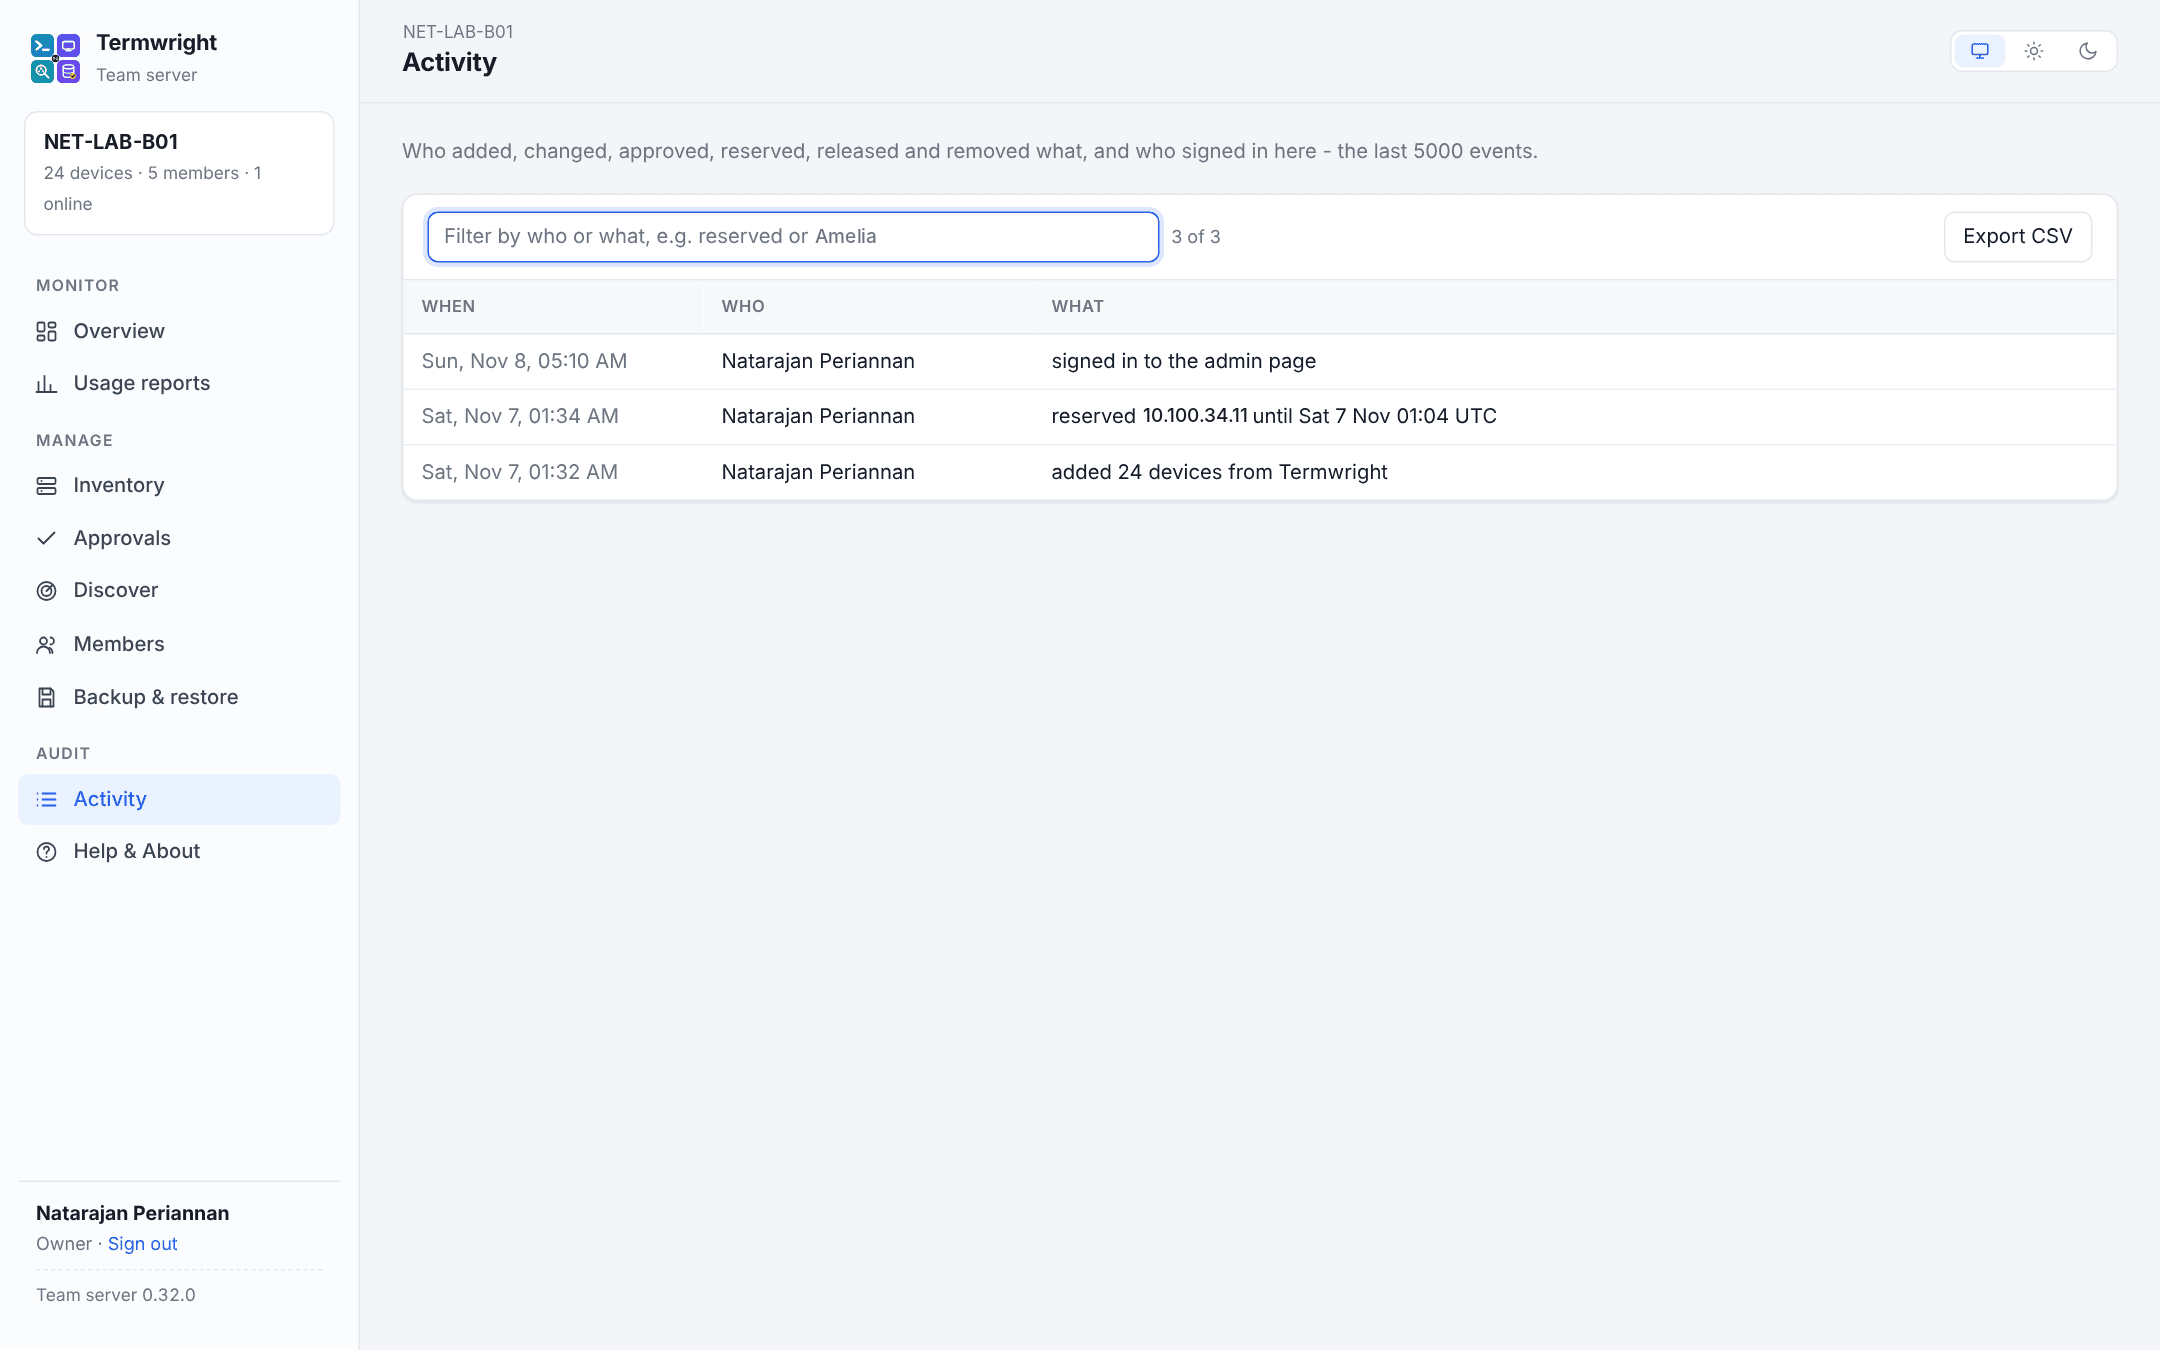 Termwright
Team server
NET-LAB-B01
24 devices · 5 members · 1
online
MONITOR
Overview
Usage reports
MANAGE
Inventory
Approvals
Discover
Members
Backup & restore
AUDIT
Activity
Help & About
Natarajan Periannan
Owner · Sign out
Team server 0.32.0
NET-LAB-B01
Activity
Who added, changed, approved, reserved, released and removed what, and who signed in here - the last 5000 events.
Filter by who or what, e.g. reserved or Amelia
3 of 3
Export CSV
WHEN WHO WHAT
Sun, Nov 8, 05:10 AM Natarajan Periannan signed in to the admin page
Sat, Nov 7, 01:34 AM Natarajan Periannan reserved 10.100.34.11 until Sat 7 Nov 01:04 UTC
Sat, Nov 7, 01:32 AM Natarajan Periannan added 24 devices from Termwright